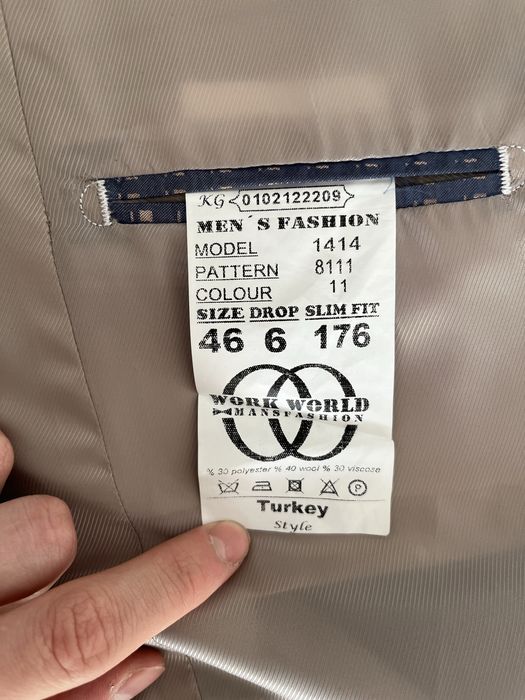 KG 0102122209
MEN´S FASHION
MODEL 1414
PATTERN 8111
COLOUR 11
SIZE DROP SLIM FIT
46 6 176
WORK WORLD
MANSFASHION
% 30 polyester % 40 wool % 30 viscose
P
Turkey
Style